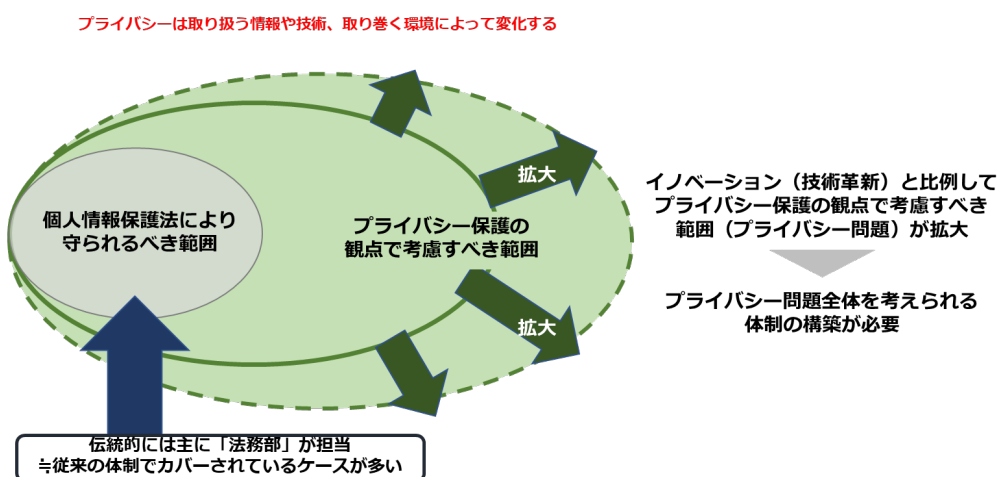 プライバシーは取り扱う情報や技術、取り巻く環境によって変化する
個人情報保護法により
守られるべき範囲
プライバシー保護の
観点で考慮すべき範囲
拡大
拡大
イノベーション（技術革新）と比例して
プライバシー保護の観点で考慮すべき
範囲（プライバシー問題）が拡大
プライバシー問題全体を考えられる
体制の構築が必要
伝統的には主に「法務部」が担当
≒従来の体制でカバーされているケースが多い